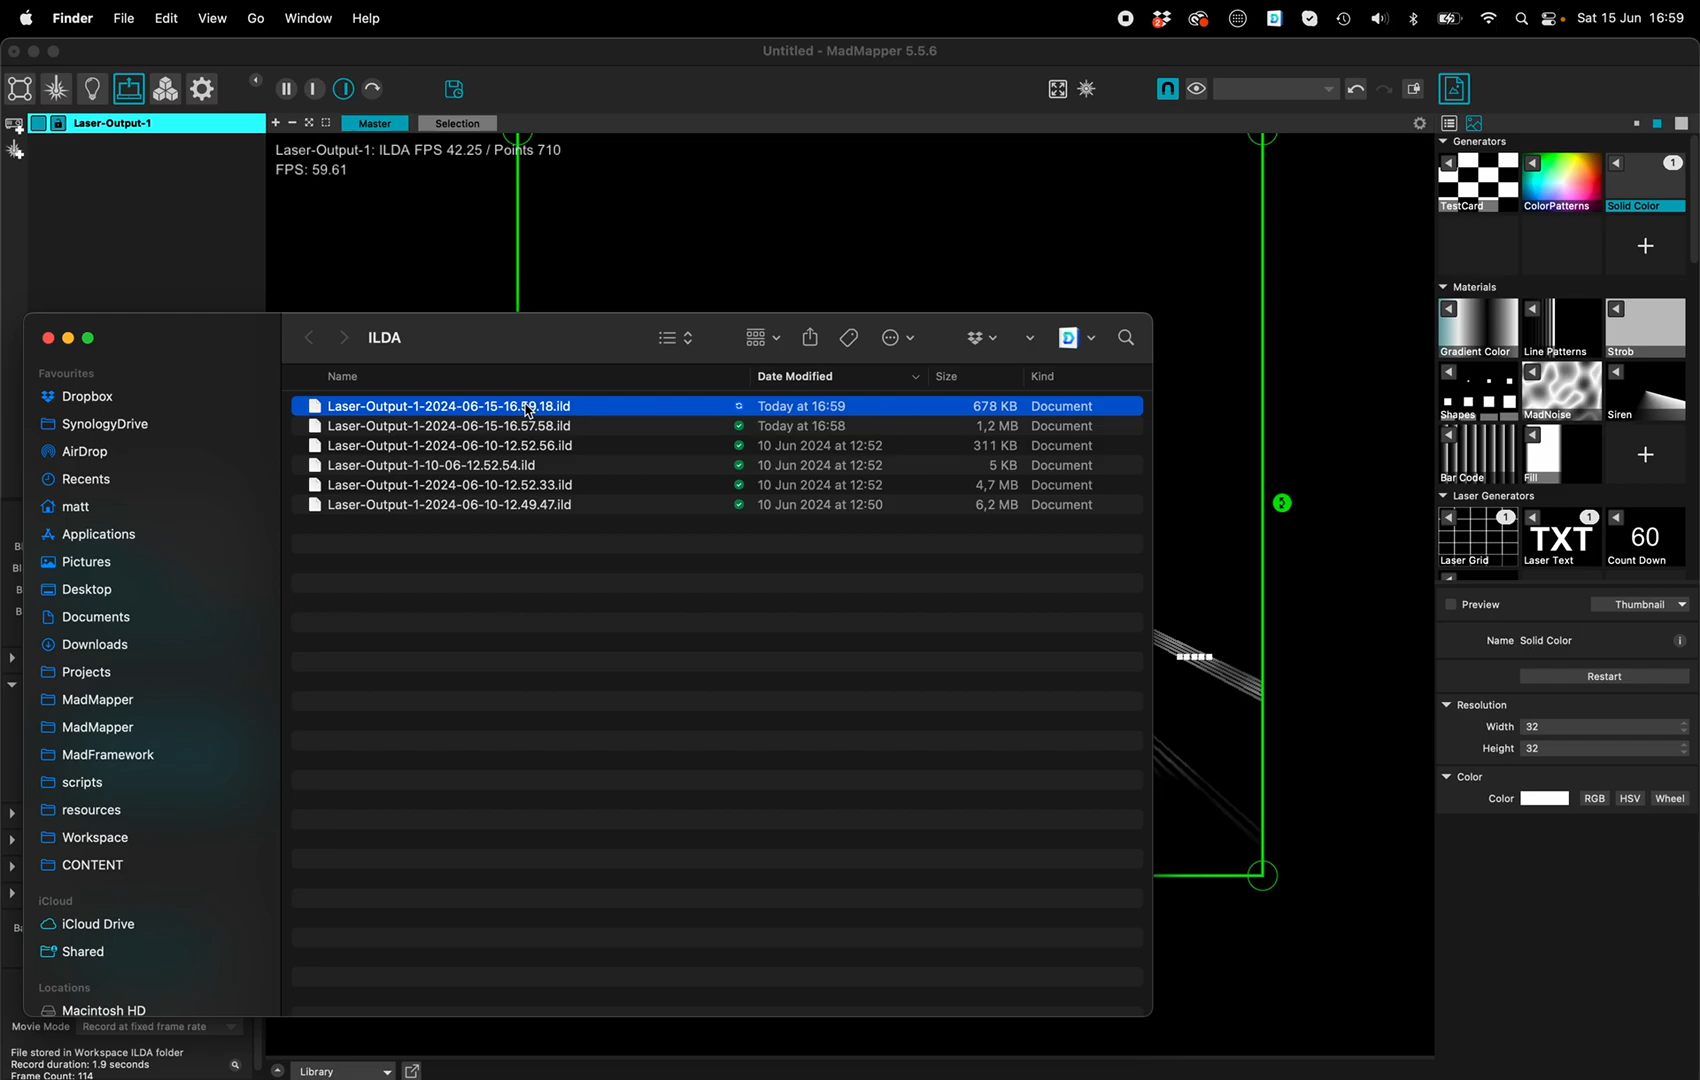 Finder File Edit View Go Window Help
2
Sat 15 Jun 16:59
Untitled - MadMapper 5.5.6
Laser-Output-1
Master Selection
Laser-Output-1: ILDA FPS 42.25 / Points 710
FPS: 59.61
Generators
TestCard ColorPatterns 1 Solid Color
Materials
Gradient Color Line Patterns Strob
Shapes MadNoise Siren
Bar Code Fill
Laser Generators
1 Laser Grid 1 TXT Laser Text 60 Count Down
Preview Thumbnail
Name Solid Color
Restart
Resolution
Width 32
Height 32
Color
Color RGB HSV Wheel
ILDA
Name Date Modified Size Kind
Laser-Output-1-2024-06-15-16.59.18.ild Today at 16:59 678 KB Document
Laser-Output-1-2024-06-15-16.57.58.ild Today at 16:58 1,2 MB Document
Laser-Output-1-2024-06-10-12.52.56.ild 10 Jun 2024 at 12:52 311 KB Document
Laser-Output-1-10-06-12.52.54.ild 10 Jun 2024 at 12:52 5 KB Document
Laser-Output-1-2024-06-10-12.52.33.ild 10 Jun 2024 at 12:52 4,7 MB Document
Laser-Output-1-2024-06-10-12.49.47.ild 10 Jun 2024 at 12:50 6,2 MB Document
Favourites
Dropbox
SynologyDrive
AirDrop
Recents
matt
Applications
Pictures
Desktop
Documents
Downloads
Projects
MadMapper
MadMapper
MadFramework
scripts
resources
Workspace
CONTENT
iCloud
iCloud Drive
Shared
Locations
Macintosh HD
Movie Mode Record at fixed frame rate
File stored in Workspace ILDA folder
Record duration: 1.9 seconds
Frame Count: 114
Library